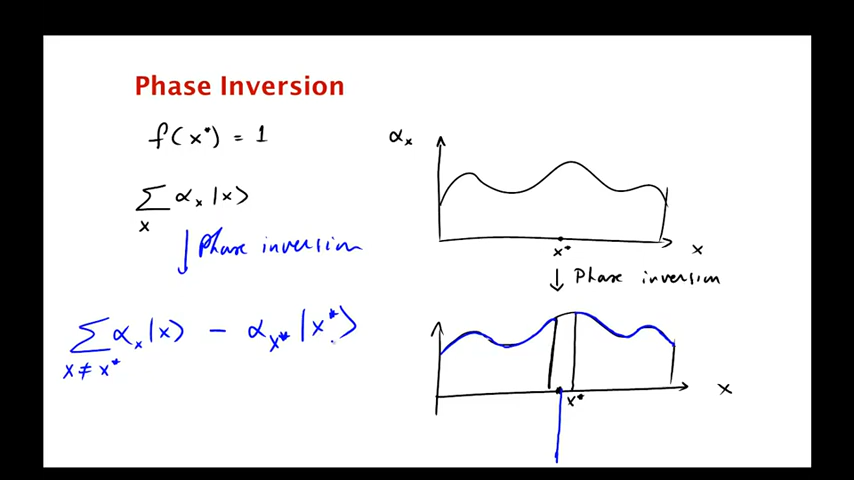 Phase Inversion
f(x*) = 1
∑ αₓ |x⟩
x
↓ Phase inversion
∑ αₓ |x⟩ − αₓ* |x*⟩
x ≠ x*
αₓ
x*
x
↓ Phase inversion
x*
x